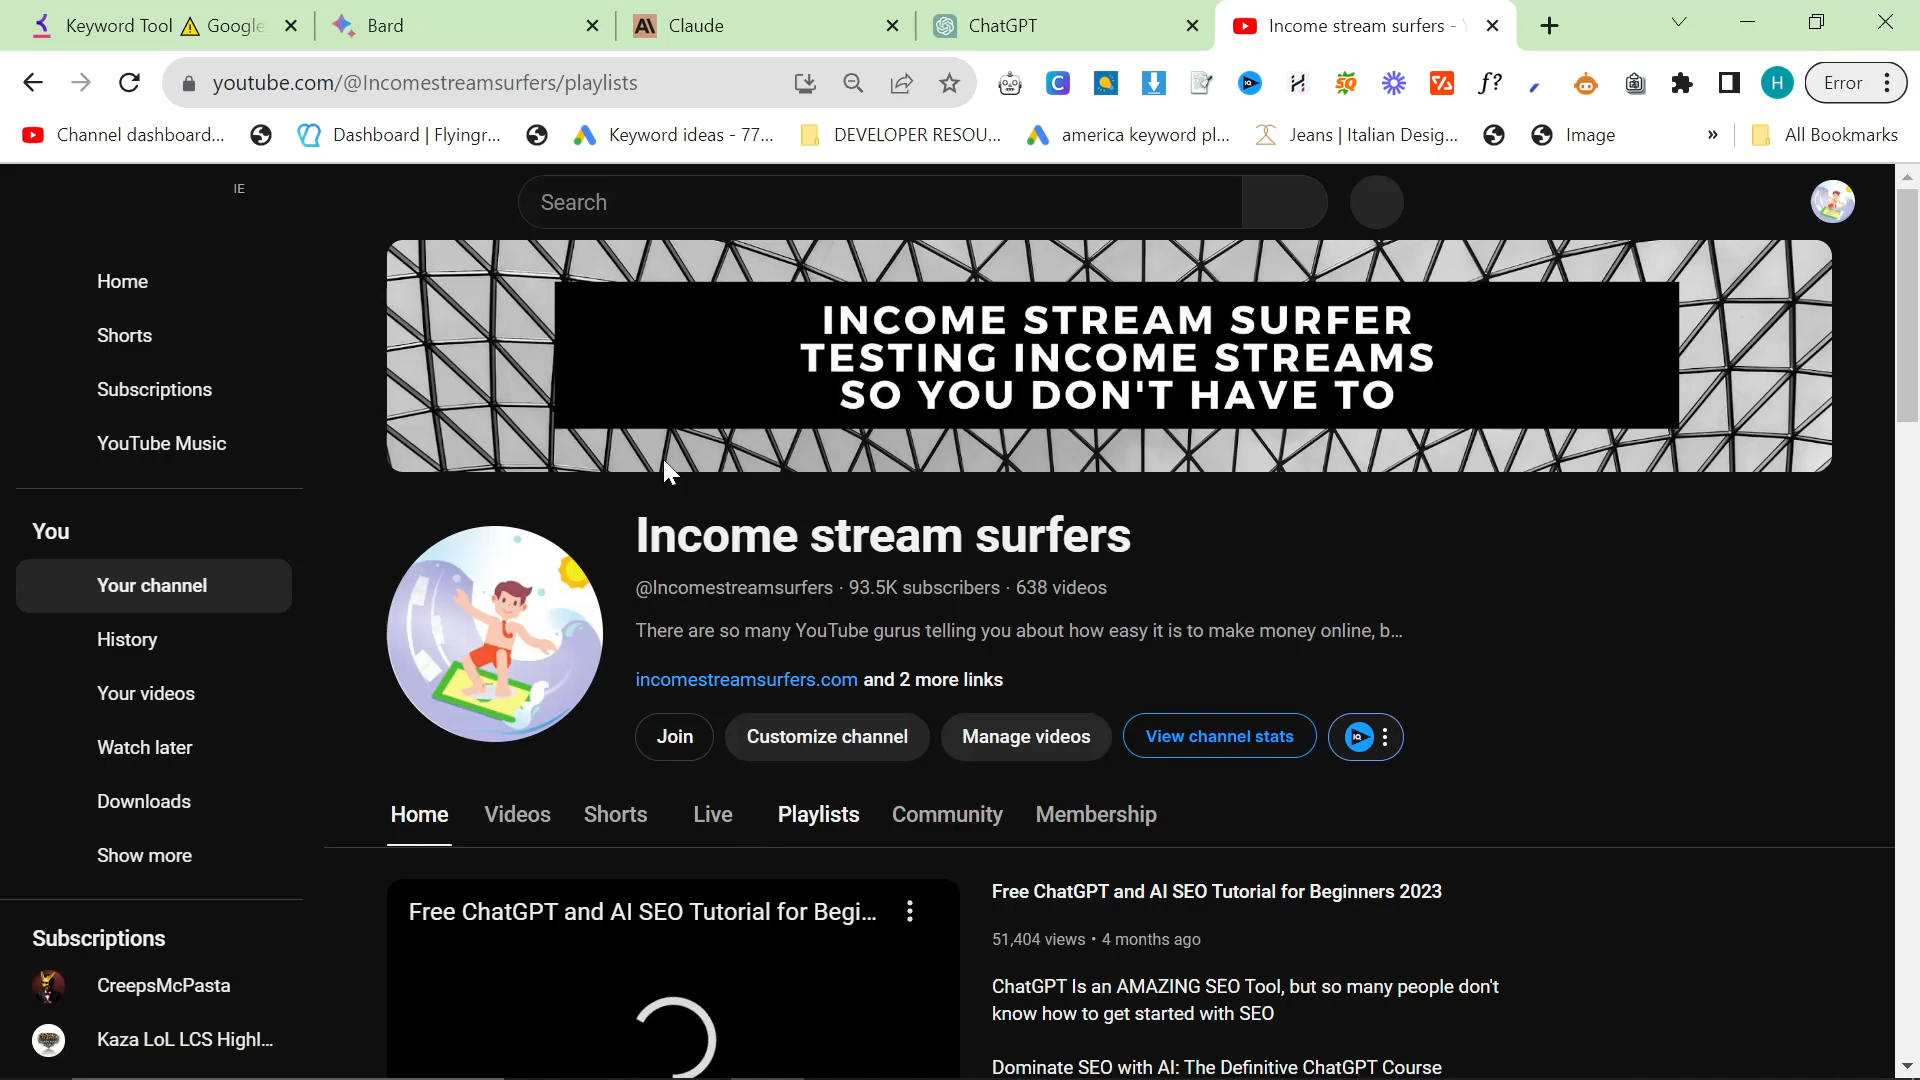 Keyword Tool ⚠ Google
Bard
Claude
ChatGPT
Income stream surfers -
youtube.com/@Incomestreamsurfers/playlists
H
Error
Channel dashboard...
Dashboard | Flyingr...
Keyword ideas - 77...
DEVELOPER RESOU...
america keyword pl...
Jeans | Italian Desig...
Image
»
All Bookmarks
IE
Search
Home
Shorts
Subscriptions
YouTube Music
You
Your channel
History
Your videos
Watch later
Downloads
Show more
Subscriptions
CreepsMcPasta
Kaza LoL LCS Highl...
INCOME STREAM SURFER
TESTING INCOME STREAMS
SO YOU DON'T HAVE TO
Income stream surfers
@Incomestreamsurfers · 93.5K subscribers · 638 videos
There are so many YouTube gurus telling you about how easy it is to make money online, b...
incomestreamsurfers.com and 2 more links
Join
Customize channel
Manage videos
View channel stats
IQ
Home
Videos
Shorts
Live
Playlists
Community
Membership
Free ChatGPT and AI SEO Tutorial for Begi...
Free ChatGPT and AI SEO Tutorial for Beginners 2023
51,404 views • 4 months ago
ChatGPT Is an AMAZING SEO Tool, but so many people don't
know how to get started with SEO
Dominate SEO with AI: The Definitive ChatGPT Course